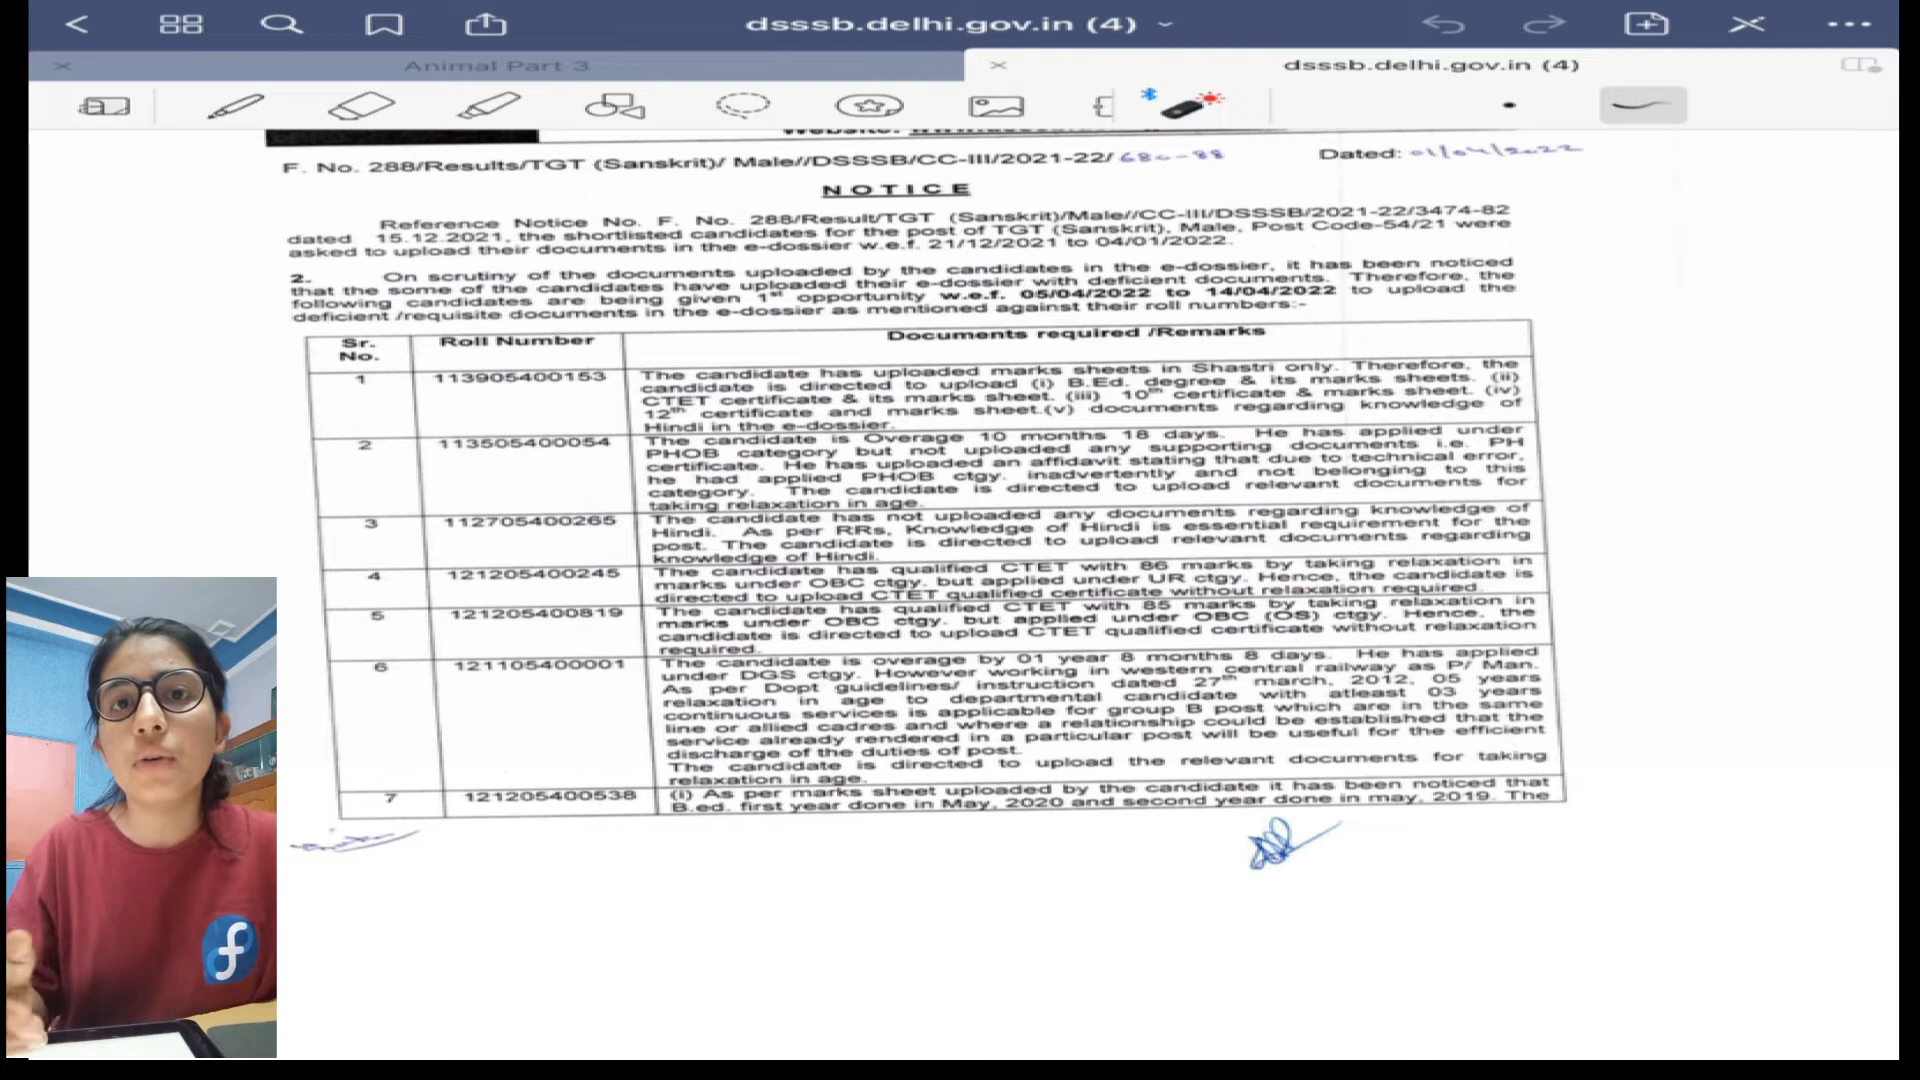 dsssb.delhi.gov.in (4)
Animal Part 3
dsssb.delhi.gov.in (4)
F. No. 288/Results/TGT (Sanskrit)/ Male//DSSSB/CC-III/2021-22/ 680-88 Dated: 01/04/2022
NOTICE
Reference Notice No. F. No. 288/Result/TGT (Sanskrit)/Male//CC-III/DSSSB/2021-22/3474-82
dated 15.12.2021, the shortlisted candidates for the post of TGT (Sanskrit), Male, Post Code-54/21 were
asked to upload their documents in the e-dossier w.e.f. 21/12/2021 to 04/01/2022.
2. On scrutiny of the documents uploaded by the candidates in the e-dossier, it has been noticed
that the some of the candidates have uploaded their e-dossier with deficient documents. Therefore, the
following candidates are being given 1st opportunity w.e.f. 05/04/2022 to 14/04/2022 to upload the
deficient /requisite documents in the e-dossier as mentioned against their roll numbers:-
Sr. No. Roll Number Documents required /Remarks
1 113905400153 The candidate has uploaded marks sheets in Shastri only. Therefore, the
candidate is directed to upload (i) B.Ed. degree & its marks sheets. (ii)
CTET certificate & its marks sheet. (iii) 10th certificate & marks sheet. (iv)
12th certificate and marks sheet.(v) documents regarding knowledge of
Hindi in the e-dossier.
2 113505400054 The candidate is Overage 10 months 18 days. He has applied under
PHOB category but not uploaded any supporting documents i.e. PH
certificate. He has uploaded an affidavit stating that due to technical error,
he had applied PHOB ctgy. inadvertently and not belonging to this
category. The candidate is directed to upload relevant documents for
taking relaxation in age.
3 112705400265 The candidate has not uploaded any documents regarding knowledge of
Hindi. As per RRs, Knowledge of Hindi is essential requirement for the
post. The candidate is directed to upload relevant documents regarding
knowledge of Hindi.
4 121205400245 The candidate has qualified CTET with 86 marks by taking relaxation in
marks under OBC ctgy. but applied under UR ctgy. Hence, the candidate is
directed to upload CTET qualified certificate without relaxation required.
5 121205400819 The candidate has qualified CTET with 85 marks by taking relaxation in
marks under OBC ctgy. but applied under OBC (OS) ctgy. Hence, the
candidate is directed to upload CTET qualified certificate without relaxation
required.
6 121105400001 The candidate is overage by 01 year 8 months 8 days. He has applied
under DGS ctgy. However working in western central railway as P/ Man.
As per Dopt guidelines/ instruction dated 27th march, 2012, 05 years
relaxation in age to departmental candidate with atleast 03 years
continuous services is applicable for group B post which are in the same
line or allied cadres and where a relationship could be established that the
service already rendered in a particular post will be useful for the efficient
discharge of the duties of post.
The candidate is directed to upload the relevant documents for taking
relaxation in age.
7 121205400538 (i) As per marks sheet uploaded by the candidate it has been noticed that
B.ed. first year done in May, 2020 and second year done in may, 2019. The